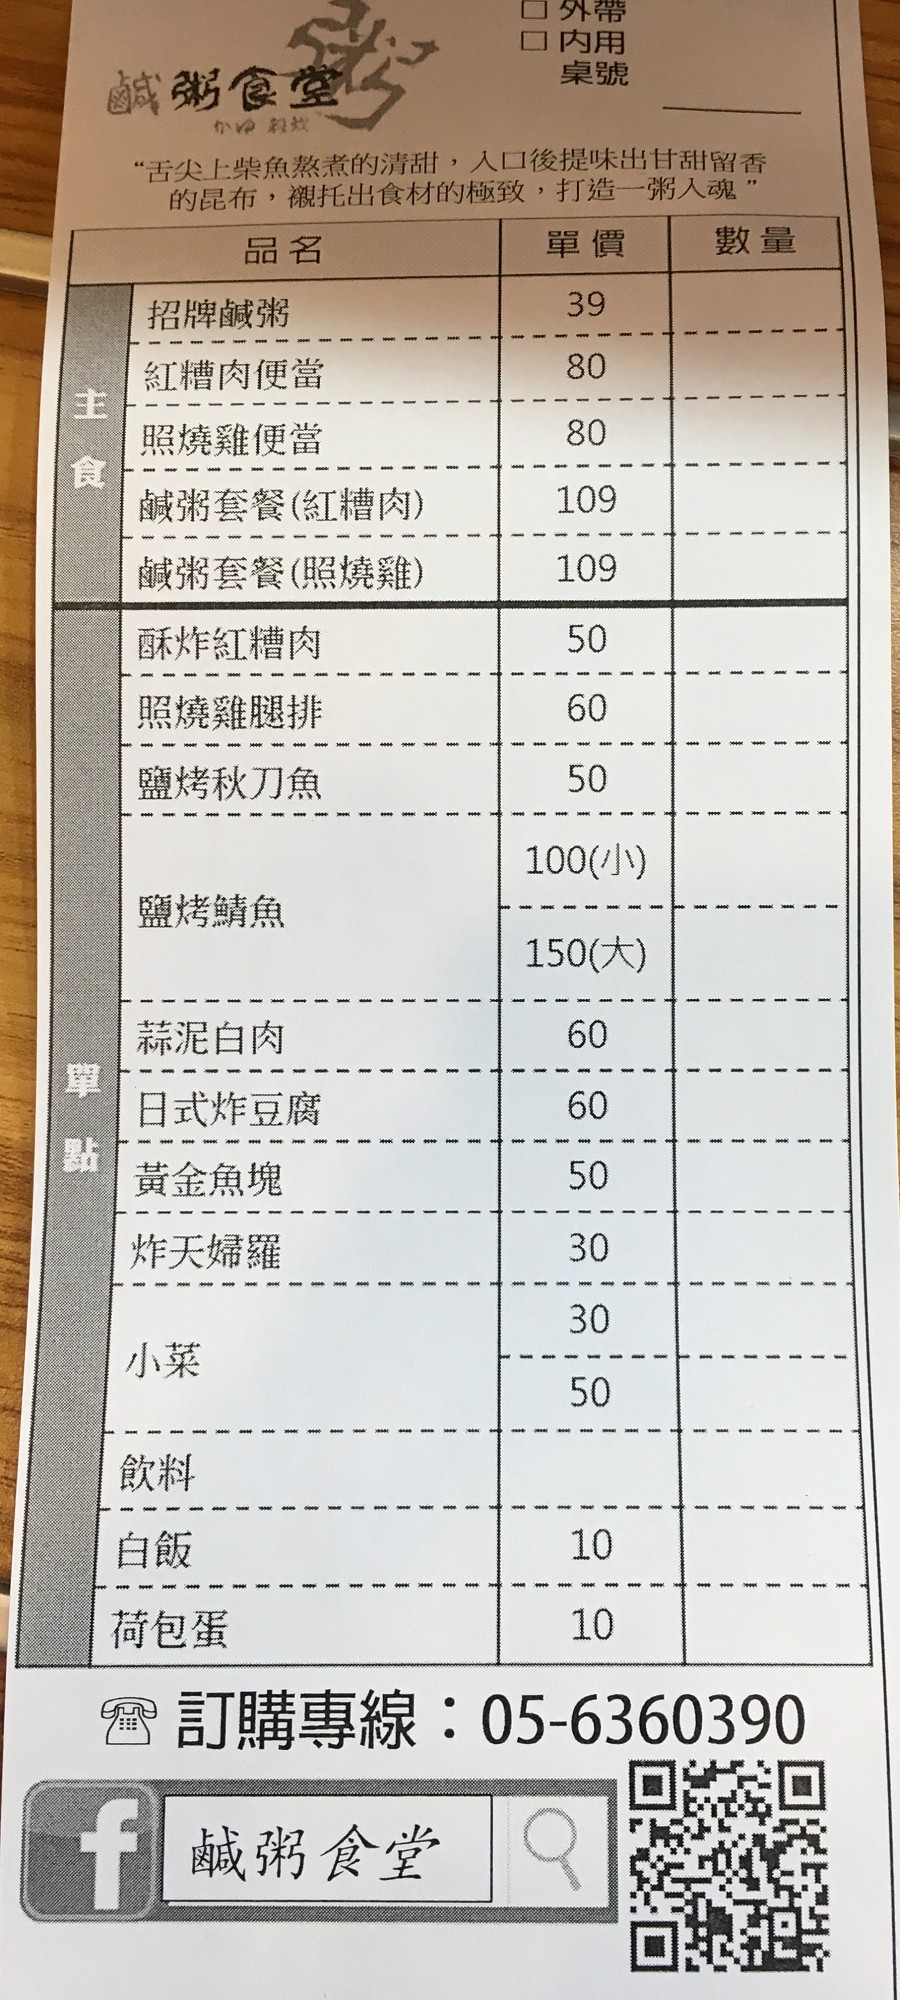 □ 外帶
□ 內用
桌號
粥
鹹粥食堂
かゆ
“舌尖上柴魚熬煮的清甜，入口後提味出甘甜留香
的昆布，襯托出食材的極致，打造一粥入魂”
品名 單價 數量
主食
招牌鹹粥 39
紅糟肉便當 80
照燒雞便當 80
鹹粥套餐(紅糟肉) 109
鹹粥套餐(照燒雞) 109
單點
酥炸紅糟肉 50
照燒雞腿排 60
鹽烤秋刀魚 50
鹽烤鯖魚 100(小)
150(大)
蒜泥白肉 60
日式炸豆腐 60
黃金魚塊 50
炸天婦羅 30
小菜 30
50
飲料
白飯 10
荷包蛋 10
訂購專線：05-6360390
f 鹹粥食堂